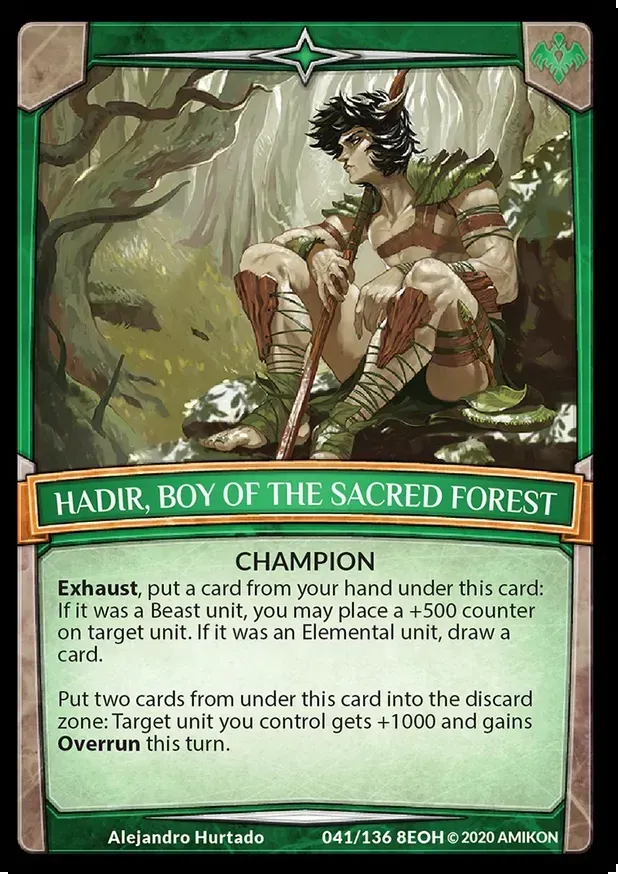 HADIR, BOY OF THE SACRED FOREST
CHAMPION
Exhaust, put a card from your hand under this card:
If it was a Beast unit, you may place a +500 counter
on target unit. If it was an Elemental unit, draw a
card.
Put two cards from under this card into the discard
zone: Target unit you control gets +1000 and gains
Overrun this turn.
Alejandro Hurtado 041/136 8EOH © 2020 AMIKON